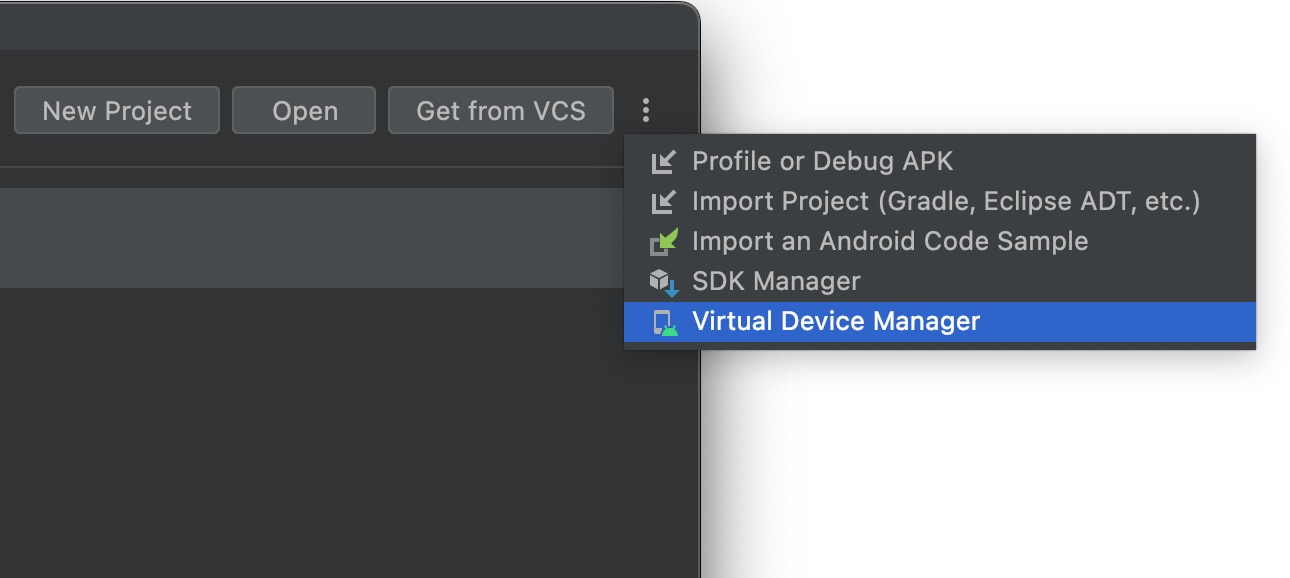 New Project Open Get from VCS
Profile or Debug APK
Import Project (Gradle, Eclipse ADT, etc.)
Import an Android Code Sample
SDK Manager
Virtual Device Manager